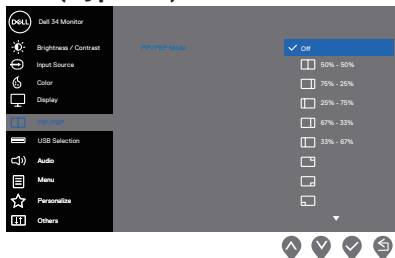 DELL
Dell 34 Monitor
Brightness / Contrast
PIP/PBP Mode
Off
Input Source
50% - 50%
Color
75% - 25%
Display
25% - 75%
PIP/PBP
67% - 33%
USB Selection
33% - 67%
Audio
Menu
Personalize
Others